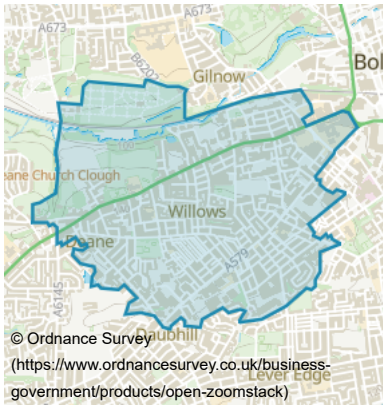 A673
A673
B6202
Gilnow
Bol
eane Church Clough
Willows
Deane
A579
A6145
Daubhill
Lever Edge
© Ordnance Survey
(https://www.ordnancesurvey.co.uk/business-
government/products/open-zoomstack)